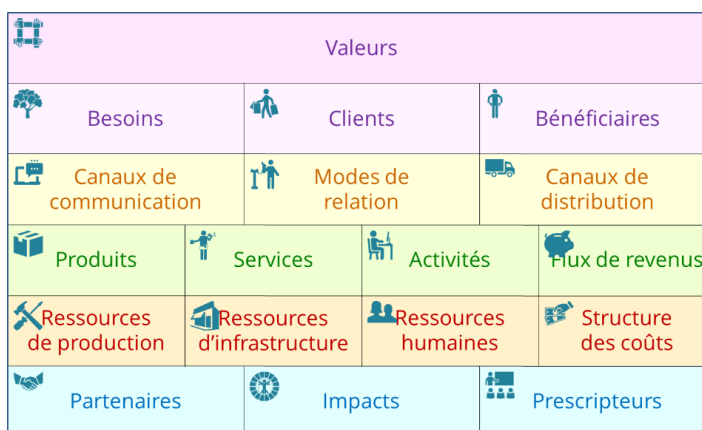 Valeurs
Besoins
Clients
Bénéficiaires
Canaux de
communication
Modes de
relation
Canaux de
distribution
Produits
Services
Activités
Flux de revenus
Ressources
de production
Ressources
d'infrastructure
Ressources
humaines
Structure
des coûts
Partenaires
Impacts
Prescripteurs